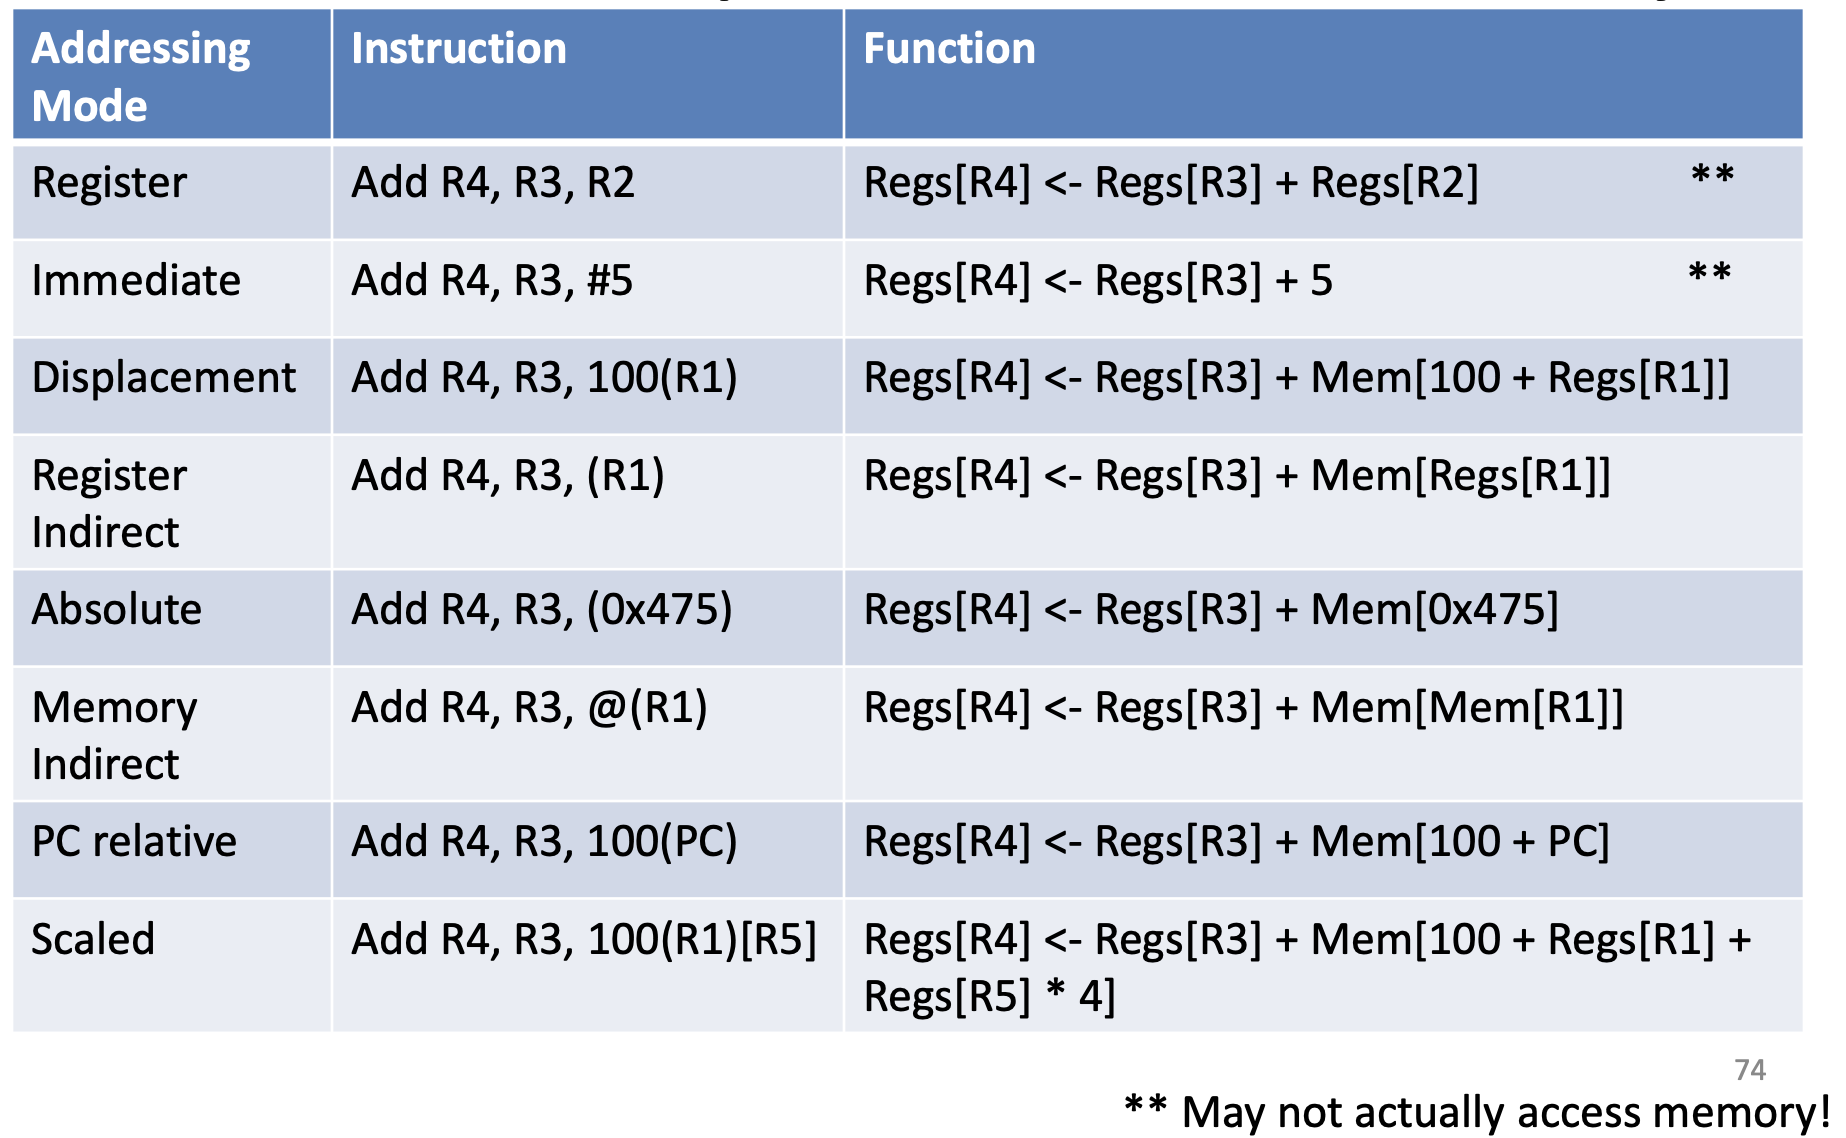 Addressing
Mode
Instruction
Function
Register
Add R4, R3, R2
Regs[R4] <- Regs[R3] + Regs[R2] **
Immediate
Add R4, R3, #5
Regs[R4] <- Regs[R3] + 5 **
Displacement
Add R4, R3, 100(R1)
Regs[R4] <- Regs[R3] + Mem[100 + Regs[R1]]
Register
Indirect
Add R4, R3, (R1)
Regs[R4] <- Regs[R3] + Mem[Regs[R1]]
Absolute
Add R4, R3, (0x475)
Regs[R4] <- Regs[R3] + Mem[0x475]
Memory
Indirect
Add R4, R3, @(R1)
Regs[R4] <- Regs[R3] + Mem[Mem[R1]]
PC relative
Add R4, R3, 100(PC)
Regs[R4] <- Regs[R3] + Mem[100 + PC]
Scaled
Add R4, R3, 100(R1)[R5]
Regs[R4] <- Regs[R3] + Mem[100 + Regs[R1] +
Regs[R5] * 4]
74
** May not actually access memory!